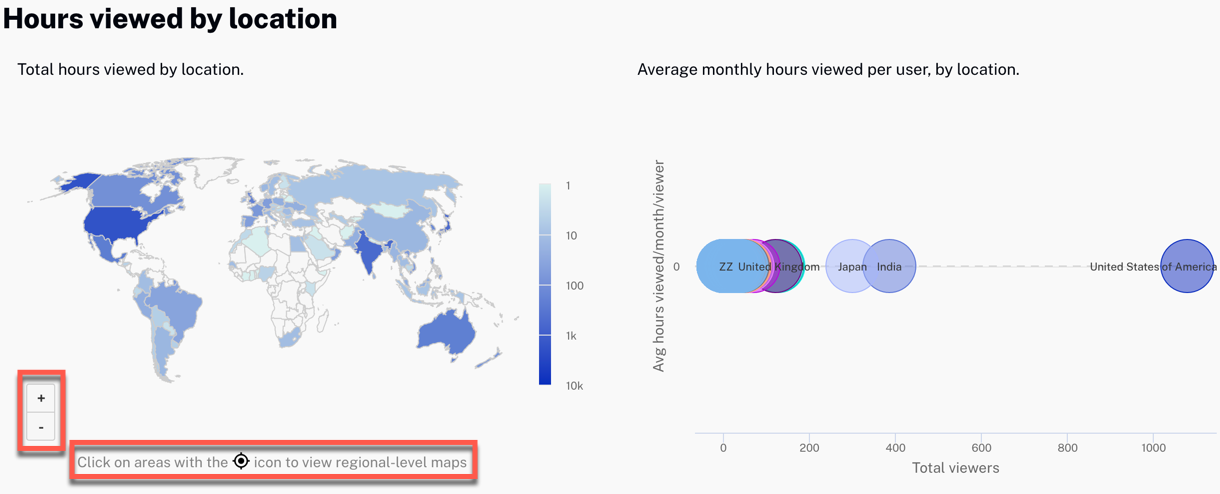 Hours viewed by location
Total hours viewed by location.
1
10
100
1k
10k
+
-
Click on areas with the icon to view regional-level maps
Average monthly hours viewed per user, by location.
Avg hours viewed/month/viewer
0
ZZ
United Kingdom
Japan
India
United States of America
0
200
400
600
800
1000
Total viewers